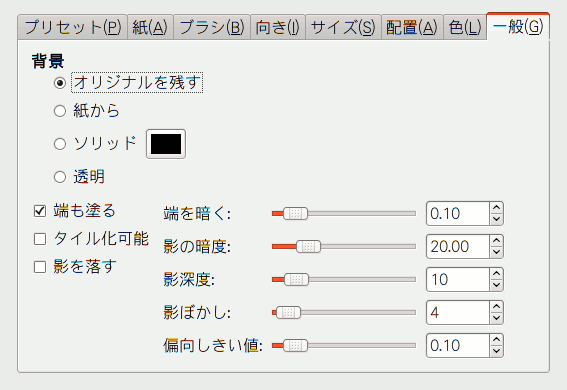 プリセット(P) 紙(A) ブラシ(B) 向き(I) サイズ(S) 配置(A) 色(L) 一般(G)
背景
オリジナルを残す
紙から
ソリッド
透明
端も塗る
タイル化可能
影を落す
端を暗く: 0.10
影の暗度: 20.00
影深度: 10
影ぼかし: 4
偏向しきい値: 0.10